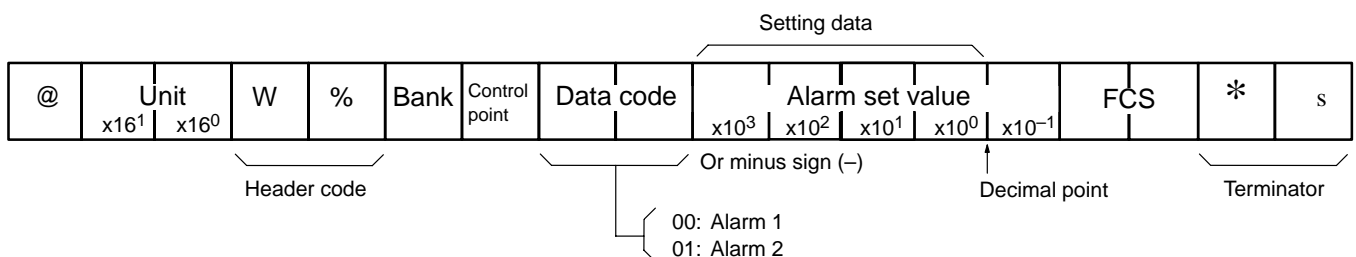 Setting data
@ Unit W % Bank Control point Data code Alarm set value FCS * s
x16¹ x16⁰ x10³ x10² x10¹ x10⁰ x10⁻¹
Header code Or minus sign (–) Decimal point Terminator
00: Alarm 1
01: Alarm 2